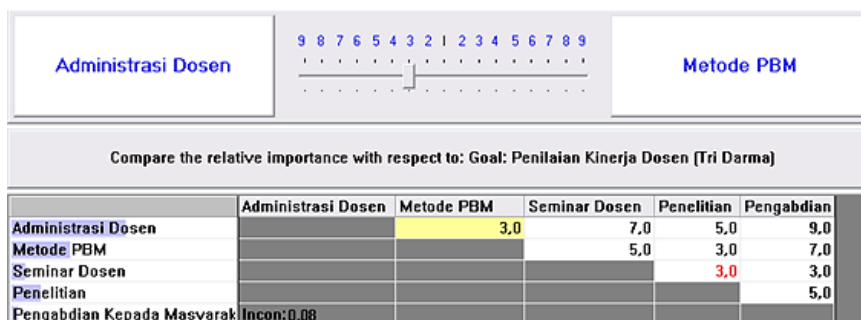 9 8 7 6 5 4 3 2 1 2 3 4 5 6 7 8 9
Administrasi Dosen Metode PBM
Compare the relative importance with respect to: Goal: Penilaian Kinerja Dosen (Tri Darma)
Administrasi Dosen Metode PBM Seminar Dosen Penelitian Pengabdian
Administrasi Dosen 3,0 7,0 5,0 9,0
Metode PBM 5,0 3,0 7,0
Seminar Dosen 3,0 3,0
Penelitian 5,0
Pengabdian Kepada Masyarak Incon: 0,08